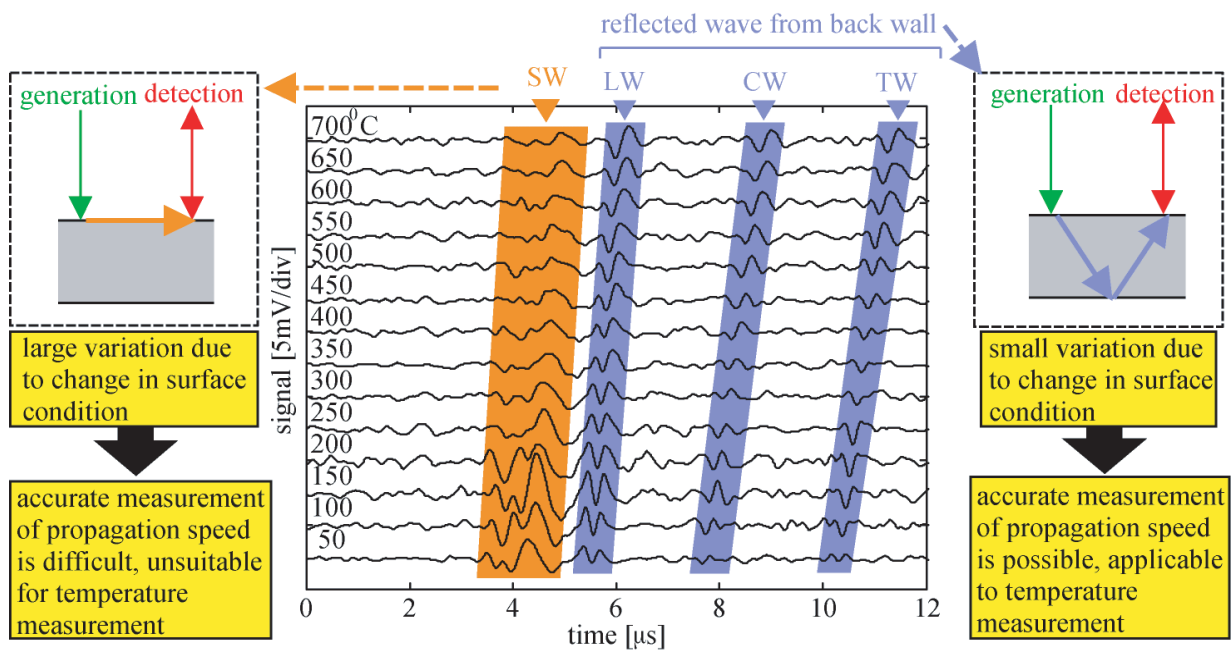 reflected wave from back wall
SW
LW
CW
TW
generation
detection
large variation due
to change in surface
condition
accurate measurement
of propagation speed
is difficult, unsuitable
for temperature
measurement
signal [5mV/div]
700⁰C
650
600
550
500
450
400
350
300
250
200
150
100
50
0
2
4
6
8
10
12
time [μs]
generation
detection
small variation due
to change in surface
condition
accurate measurement
of propagation speed
is possible, applicable
to temperature
measurement